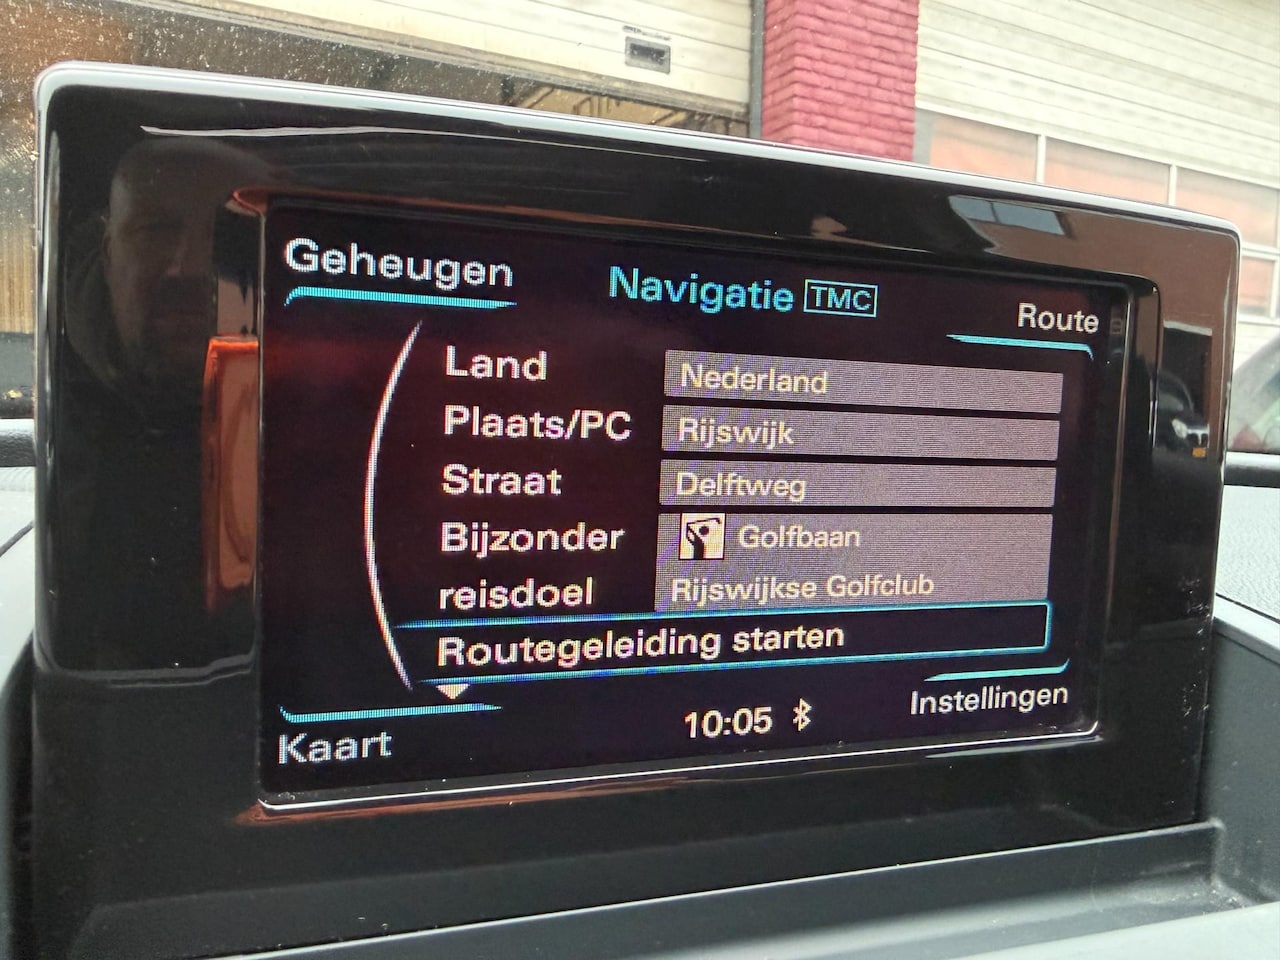 Geheugen
Navigatie TMC
Route
Land Nederland
Plaats/PC Rijswijk
Straat Delftweg
Bijzonder Golfbaan
reisdoel Rijswijkse Golfclub
Routegeleiding starten
Kaart
10:05
Instellingen